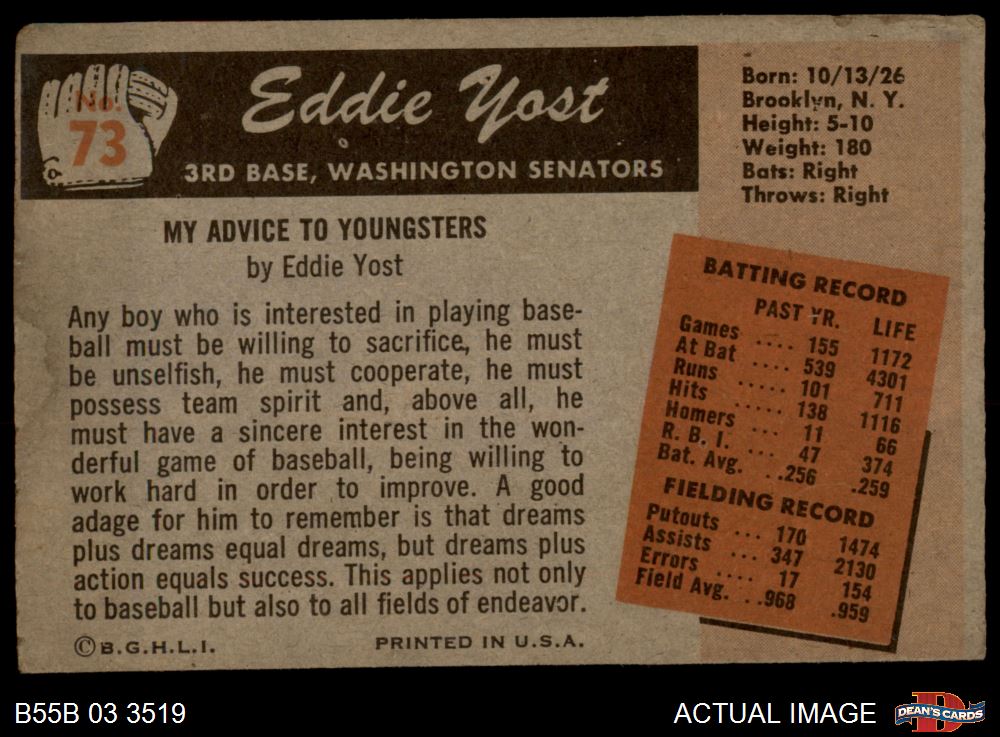 No.
73
Eddie Yost
3RD BASE, WASHINGTON SENATORS
Born: 10/13/26
Brooklyn, N. Y.
Height: 5-10
Weight: 180
Bats: Right
Throws: Right
MY ADVICE TO YOUNGSTERS
by Eddie Yost
Any boy who is interested in playing base-
ball must be willing to sacrifice, he must
be unselfish, he must cooperate, he must
possess team spirit and, above all, he
must have a sincere interest in the won-
derful game of baseball, being willing to
work hard in order to improve. A good
adage for him to remember is that dreams
plus dreams equal dreams, but dreams plus
action equals success. This applies not only
to baseball but also to all fields of endeavor.
©B.G.H.L.I. PRINTED IN U.S.A.
BATTING RECORD
PAST YR. LIFE
Games .... 155 1172
At Bat .... 539 4301
Runs ..... 101 711
Hits ..... 138 1116
Homers ... 11 66
R. B. I. ... 47 374
Bat. Avg. .256 .259
FIELDING RECORD
Putouts ... 170 1474
Assists ... 347 2130
Errors .... 17 154
Field Avg. ..968 .959
B55B 03 3519
ACTUAL IMAGE
D
DEAN'S CARDS